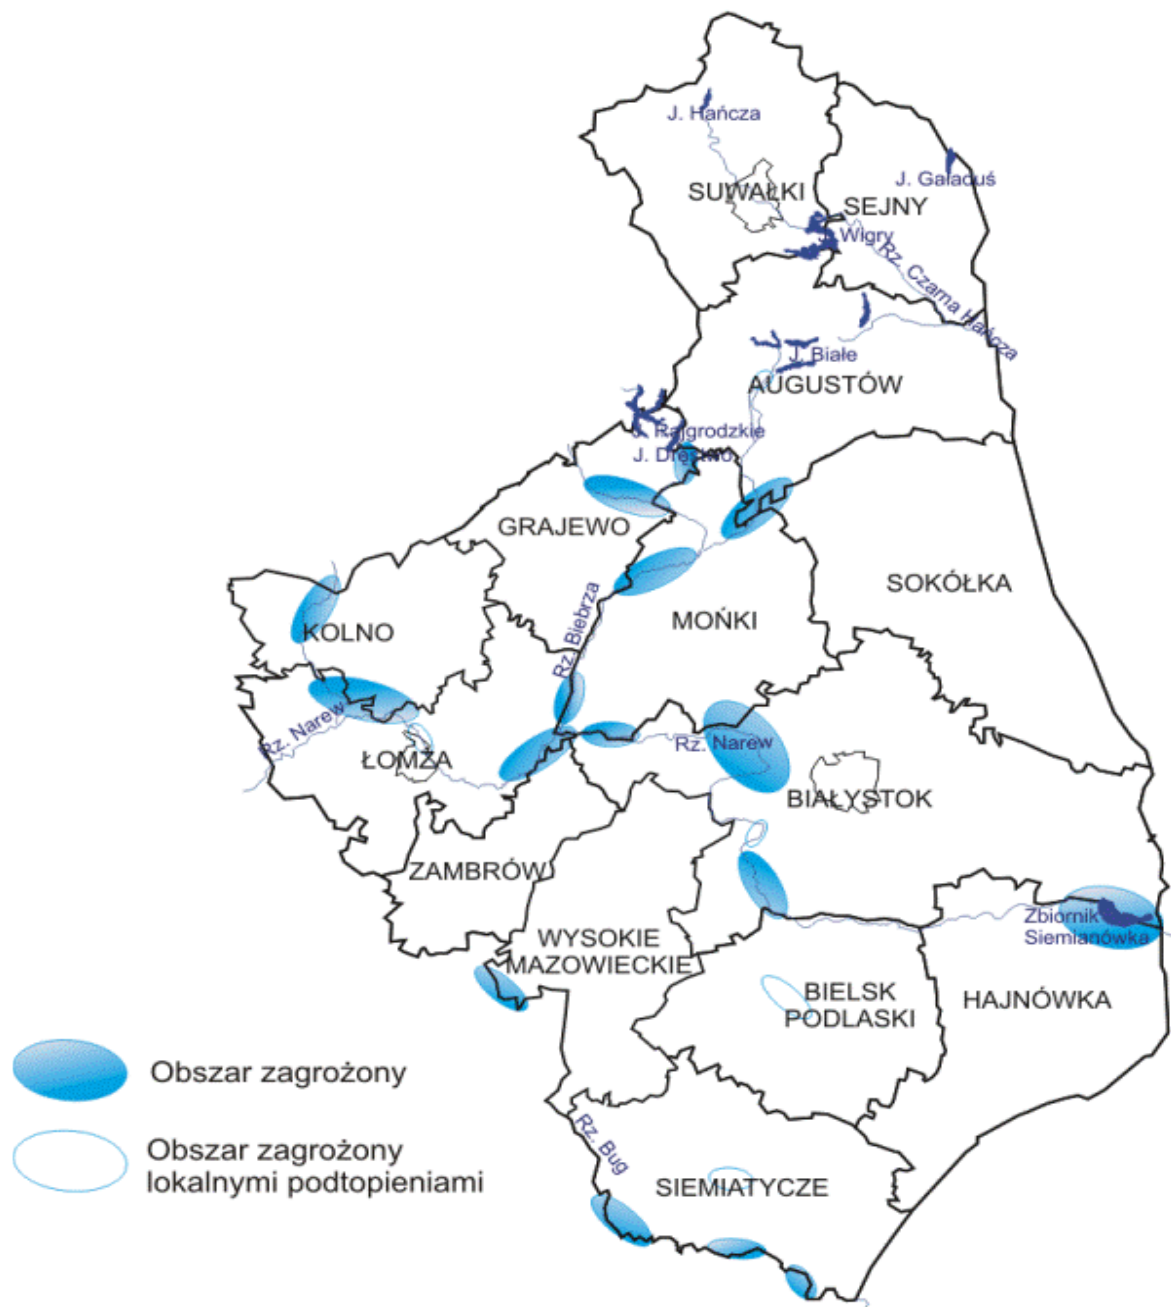 J. Hańcza
J. Gaładuś
SUWAŁKI
SEJNY
J. Wigry
Rz. Czarna Hańcza
J. Białe
AUGUSTÓW
J. Rajgrodzkie
J. Dręstwo
GRAJEWO
SOKÓŁKA
Rz. Biebrza
MOŃKI
KOLNO
Rz. Narew
Rz. Narew
ŁOMŻA
BIAŁYSTOK
ZAMBRÓW
Zbiornik
Siemianówka
WYSOKIE
MAZOWIECKIE
BIELSK
PODLASKI
HAJNÓWKA
Obszar zagrożony
Rz. Bug
Obszar zagrożony
lokalnymi podtopieniami
SIEMIATYCZE